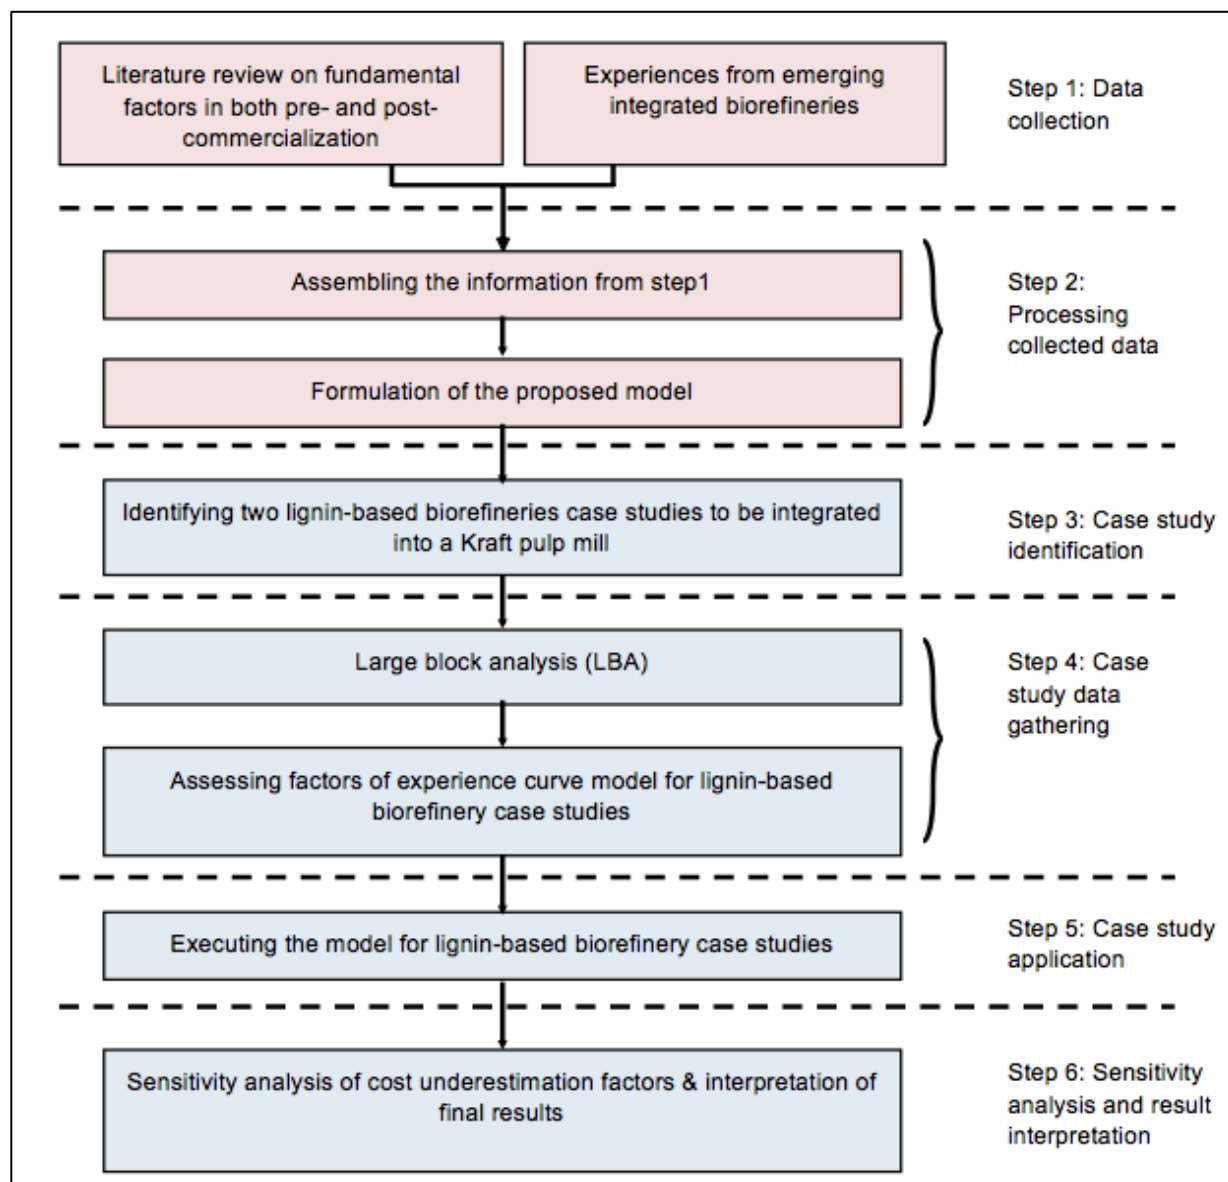 Literature review on fundamental
factors in both pre- and post-
commercialization
Experiences from emerging
integrated biorefineries
Step 1: Data
collection
Assembling the information from step1
Formulation of the proposed model
Step 2:
Processing
collected data
Identifying two lignin-based biorefineries case studies to be integrated
into a Kraft pulp mill
Step 3: Case study
identification
Large block analysis (LBA)
Assessing factors of experience curve model for lignin-based
biorefinery case studies
Step 4: Case
study data
gathering
Executing the model for lignin-based biorefinery case studies
Step 5: Case study
application
Sensitivity analysis of cost underestimation factors & interpretation of
final results
Step 6: Sensitivity
analysis and result
interpretation